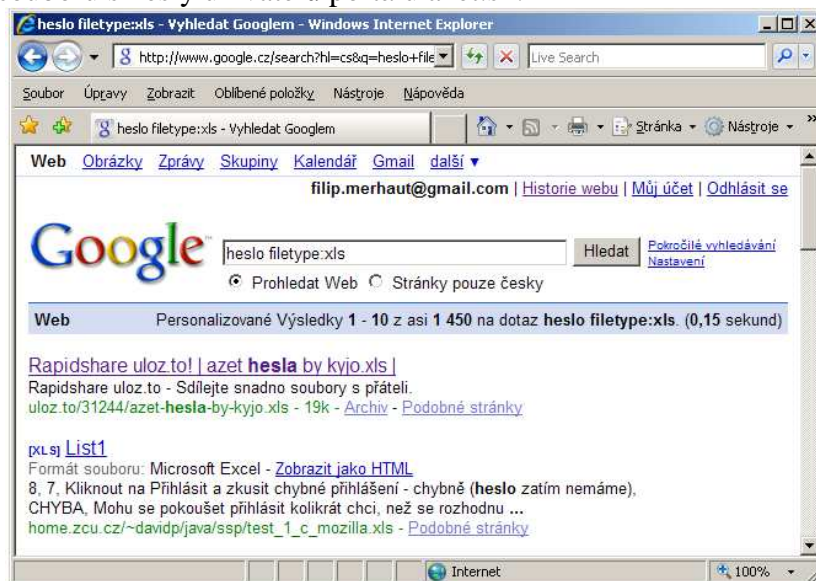 heslo filetype:xls - Vyhledat Googlem - Windows Internet Explorer
http://www.google.cz/search?hl=cs&q=heslo+file
Live Search
Soubor Úpravy Zobrazit Oblíbené položky Nástroje Nápověda
heslo filetype:xls - Vyhledat Googlem
Stránka Nástroje
Web Obrázky Zprávy Skupiny Kalendář Gmail další ▼
filip.merhaut@gmail.com | Historie webu | Můj účet | Odhlásit se
Google™
heslo filetype:xls
Hledat
Pokročilé vyhledávání
Nastavení
Prohledat Web Stránky pouze česky
Web Personalizované Výsledky 1 - 10 z asi 1 450 na dotaz heslo filetype:xls. (0,15 sekund)
Rapidshare uloz.to! | azet hesla by kyjo.xls |
Rapidshare uloz.to - Sdílejte snadno soubory s přáteli.
uloz.to/31244/azet-hesla-by-kyjo.xls - 19k - Archiv - Podobné stránky
[XLS] List1
Formát souboru: Microsoft Excel - Zobrazit jako HTML
8, 7, Kliknout na Přihlásit a zkusit chybné přihlášení - chybně (heslo zatím nemáme),
CHYBA, Mohu se pokoušet přihlásit kolikrát chci, než se rozhodnu ...
home.zcu.cz/~davidp/java/ssp/test_1_c_mozilla.xls - Podobné stránky
Internet 100%